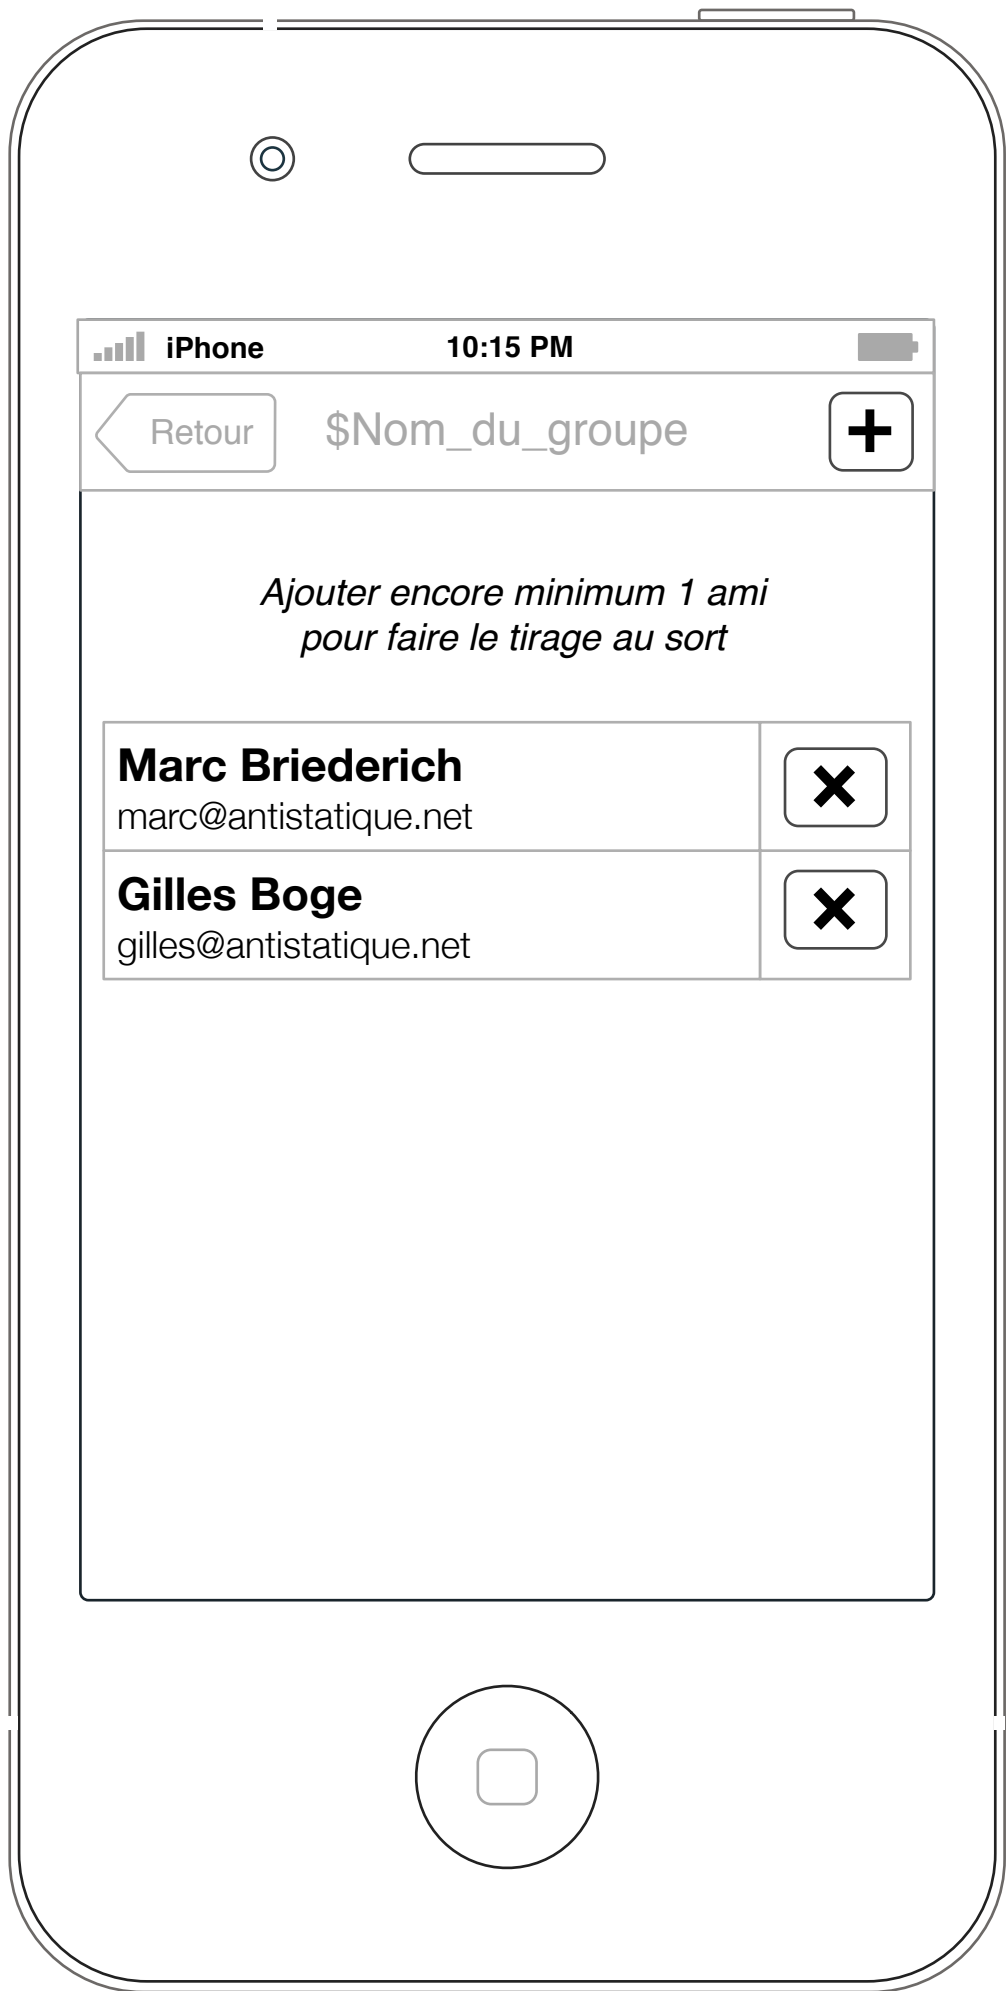 iPhone 10:15 PM
Retour $Nom_du_groupe +
Ajouter encore minimum 1 ami
pour faire le tirage au sort
Marc Briederich
marc@antistatique.net
Gilles Boge
gilles@antistatique.net